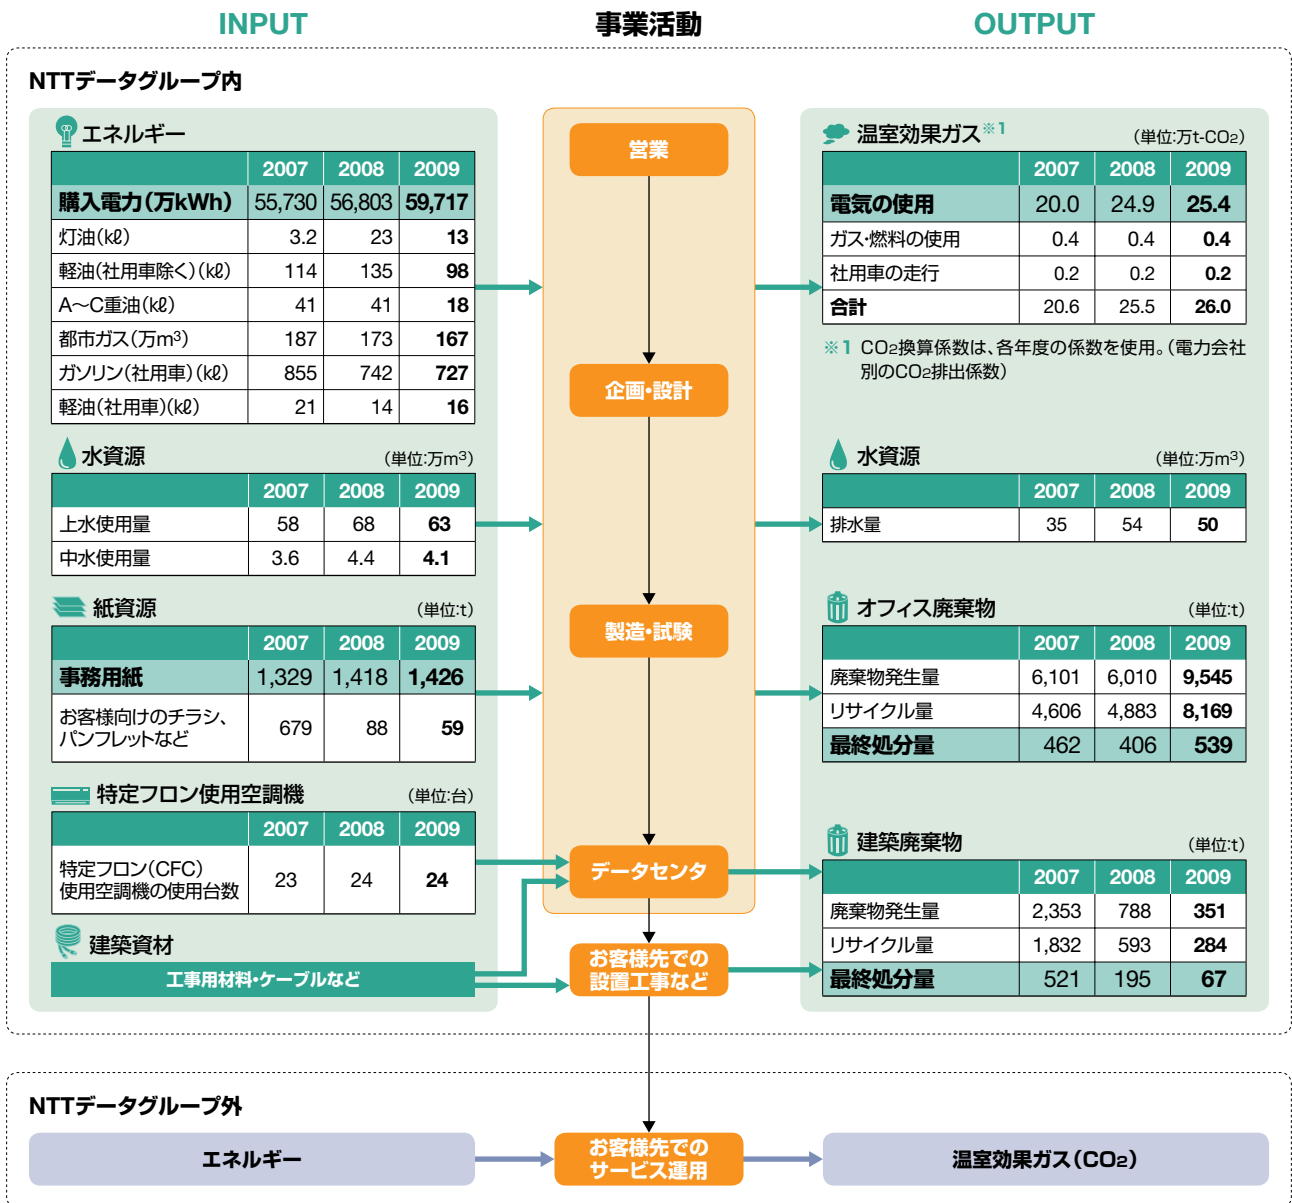 INPUT 事業活動 OUTPUT
NTTデータグループ内
エネルギー
2007 2008 2009
購入電力(万kWh) 55,730 56,803 59,717
灯油(kℓ) 3.2 23 13
軽油(社用車除く)(kℓ) 114 135 98
A〜C重油(kℓ) 41 41 18
都市ガス(万m³) 187 173 167
ガソリン(社用車)(kℓ) 855 742 727
軽油(社用車)(kℓ) 21 14 16
水資源 (単位:万m³)
2007 2008 2009
上水使用量 58 68 63
中水使用量 3.6 4.4 4.1
紙資源 (単位:t)
2007 2008 2009
事務用紙 1,329 1,418 1,426
お客様向けのチラシ、
パンフレットなど 679 88 59
特定フロン使用空調機 (単位:台)
2007 2008 2009
特定フロン(CFC)
使用空調機の使用台数 23 24 24
建築資材
工事用材料・ケーブルなど
営業
企画・設計
製造・試験
データセンタ
お客様先での
設置工事など
温室効果ガス※1 (単位:万t-CO₂)
2007 2008 2009
電気の使用 20.0 24.9 25.4
ガス・燃料の使用 0.4 0.4 0.4
社用車の走行 0.2 0.2 0.2
合計 20.6 25.5 26.0
※1 CO₂換算係数は、各年度の係数を使用。(電力会社
別のCO₂排出係数)
水資源 (単位:万m³)
2007 2008 2009
排水量 35 54 50
オフィス廃棄物 (単位:t)
2007 2008 2009
廃棄物発生量 6,101 6,010 9,545
リサイクル量 4,606 4,883 8,169
最終処分量 462 406 539
建築廃棄物 (単位:t)
2007 2008 2009
廃棄物発生量 2,353 788 351
リサイクル量 1,832 593 284
最終処分量 521 195 67
NTTデータグループ外
エネルギー
お客様先での
サービス運用
温室効果ガス(CO₂)